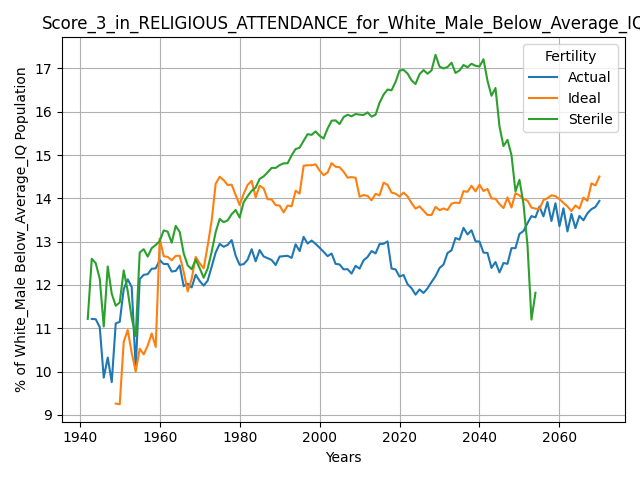 Score_3_in_RELIGIOUS_ATTENDANCE_for_White_Male_Below_Average_IQ
Fertility
Actual
Ideal
Sterile
% of White_Male Below_Average_IQ Population
17
16
15
14
13
12
11
10
9
1940
1960
1980
2000
2020
2040
2060
Years